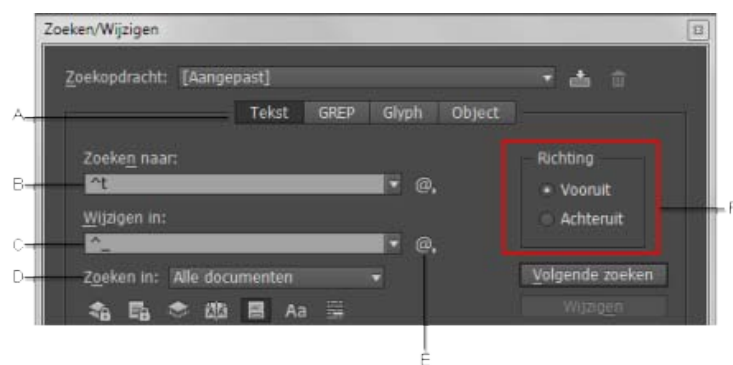 Zoeken/Wijzigen
Zoekopdracht: [Aangepast]
A
Tekst GREP Glyph Object
Zoeken naar:
B
^t
@,
Richting
Vooruit
Achteruit
F
Wijzigen in:
C
^_
@,
D
Zoeken in: Alle documenten
Volgende zoeken
Aa
Wijzigen
E